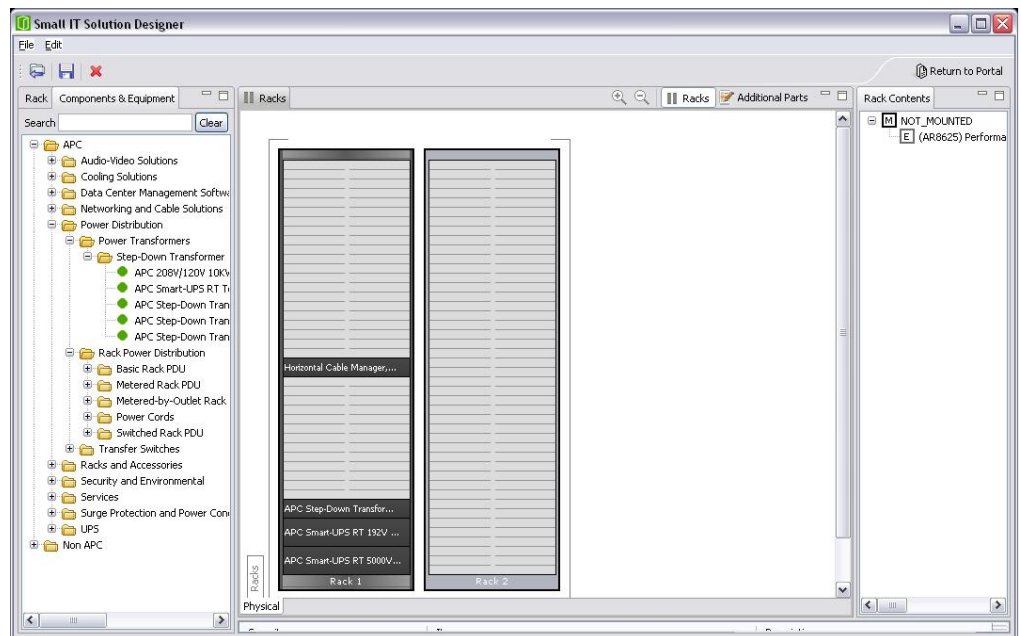 Small IT Solution Designer
File Edit
Return to Portal
Rack Components & Equipment
Search Clear
APC
Audio-Video Solutions
Cooling Solutions
Data Center Management Softwa
Networking and Cable Solutions
Power Distribution
Power Transformers
Step-Down Transformer
APC 208V/120V 10KV
APC Smart-UPS RT T
APC Step-Down Tran
APC Step-Down Tran
APC Step-Down Tran
Rack Power Distribution
Basic Rack PDU
Metered Rack PDU
Metered-by-Outlet Rack
Power Cords
Switched Rack PDU
Transfer Switches
Racks and Accessories
Security and Environmental
Services
Surge Protection and Power Con
UPS
Non APC
Racks
Racks Additional Parts
Horizontal Cable Manager,...
APC Step-Down Transfor...
APC Smart-UPS RT 192V ...
APC Smart-UPS RT 5000V...
Rack 1 Rack 2
Racks
Physical
Rack Contents
M NOT_MOUNTED
E (AR8625) Performa